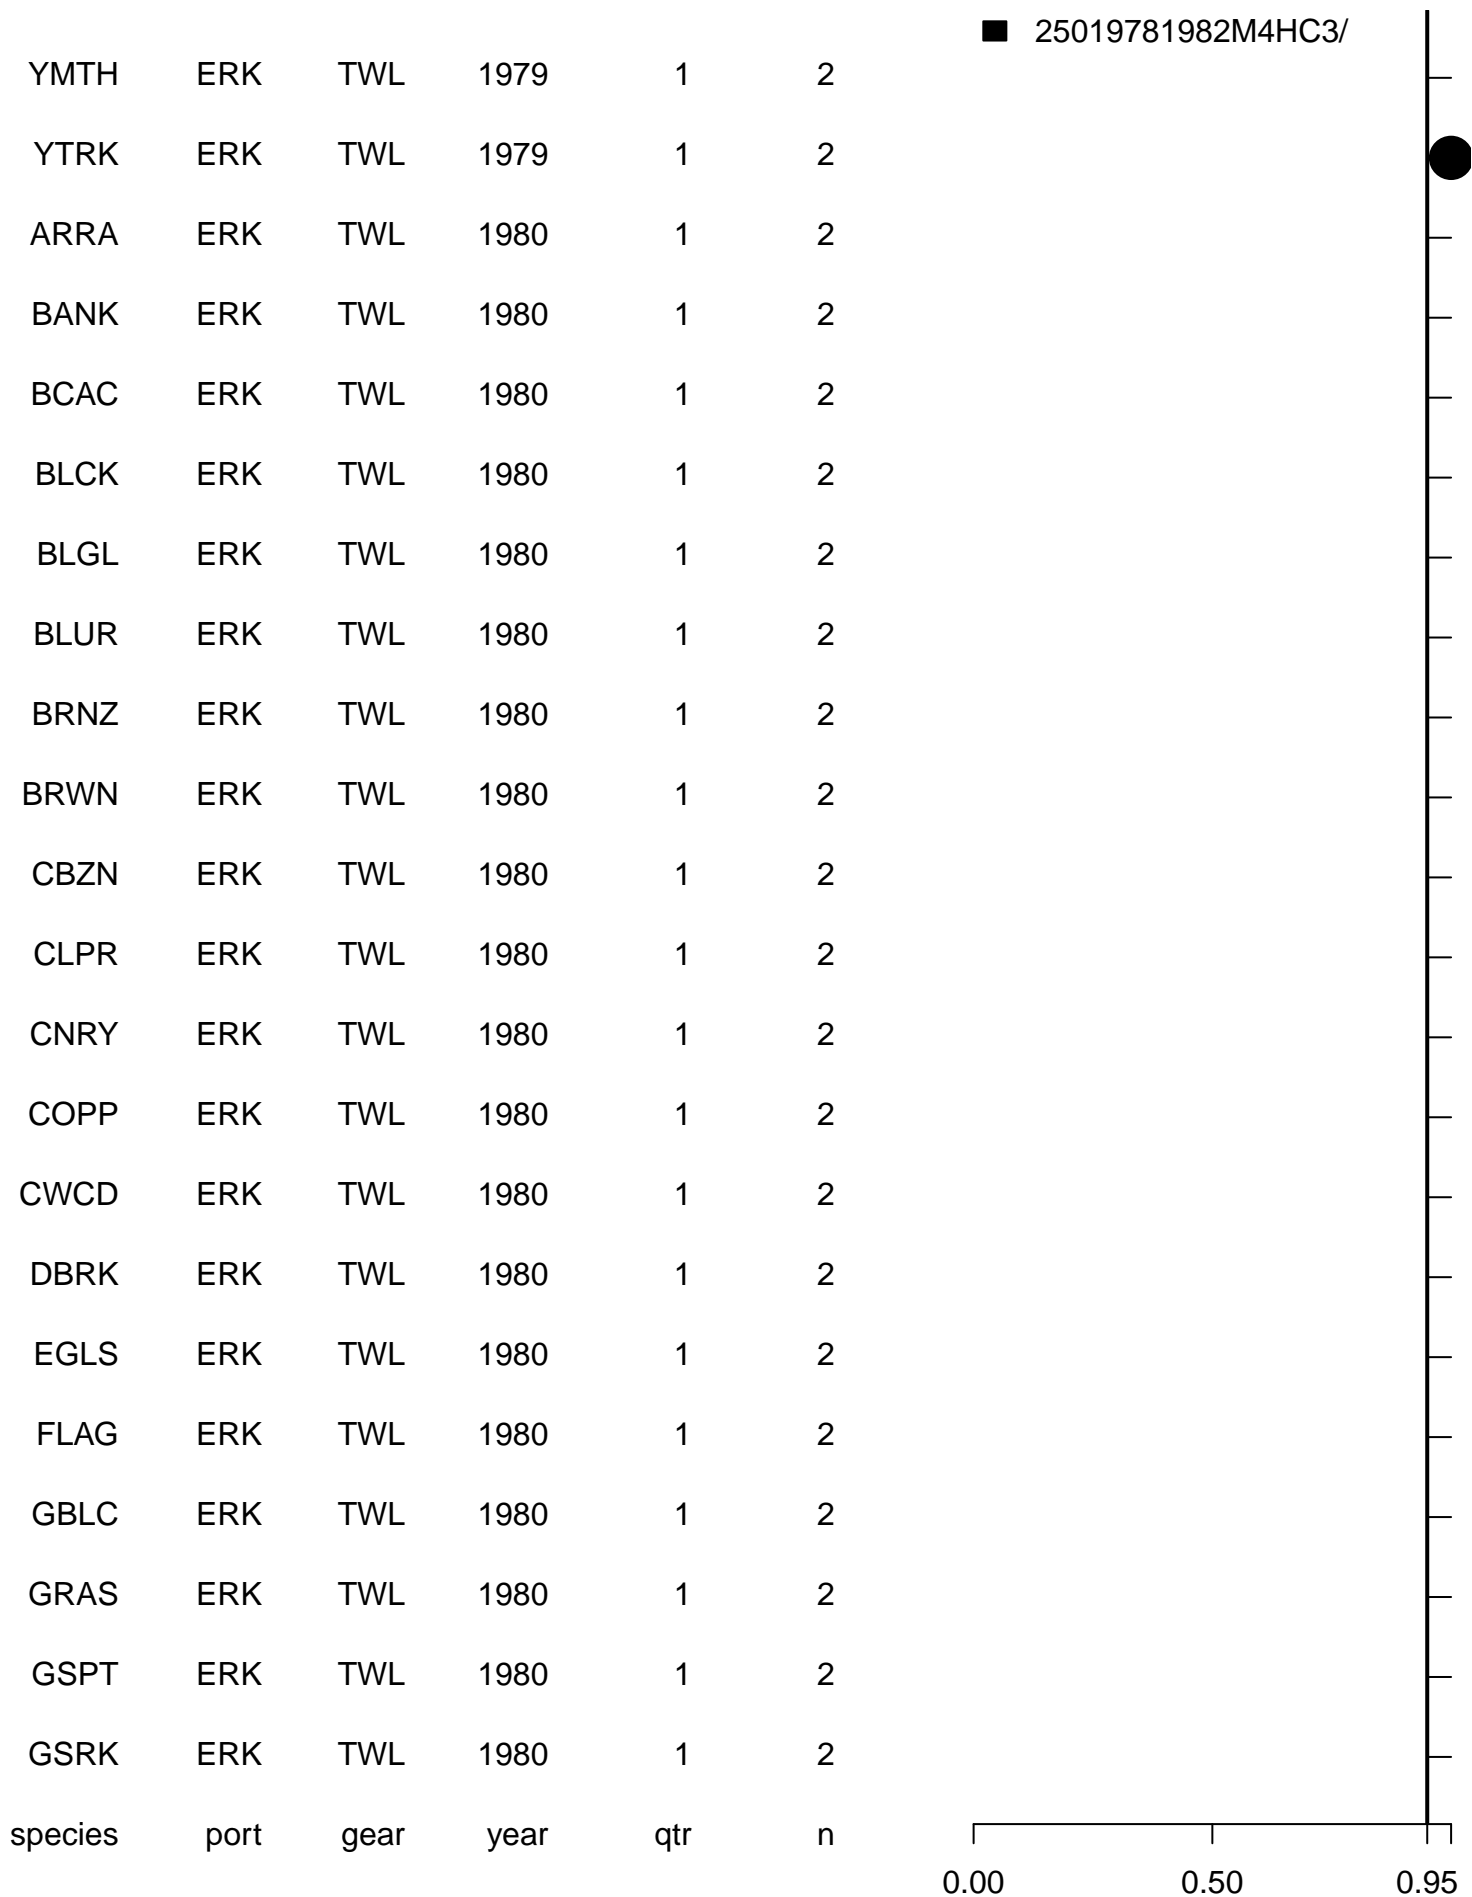 25019781982M4HC3/
YMTH ERK TWL 1979 1 2
YTRK ERK TWL 1979 1 2
ARRA ERK TWL 1980 1 2
BANK ERK TWL 1980 1 2
BCAC ERK TWL 1980 1 2
BLCK ERK TWL 1980 1 2
BLGL ERK TWL 1980 1 2
BLUR ERK TWL 1980 1 2
BRNZ ERK TWL 1980 1 2
BRWN ERK TWL 1980 1 2
CBZN ERK TWL 1980 1 2
CLPR ERK TWL 1980 1 2
CNRY ERK TWL 1980 1 2
COPP ERK TWL 1980 1 2
CWCD ERK TWL 1980 1 2
DBRK ERK TWL 1980 1 2
EGLS ERK TWL 1980 1 2
FLAG ERK TWL 1980 1 2
GBLC ERK TWL 1980 1 2
GRAS ERK TWL 1980 1 2
GSPT ERK TWL 1980 1 2
GSRK ERK TWL 1980 1 2
species port gear year qtr n
0.00 0.50 0.95